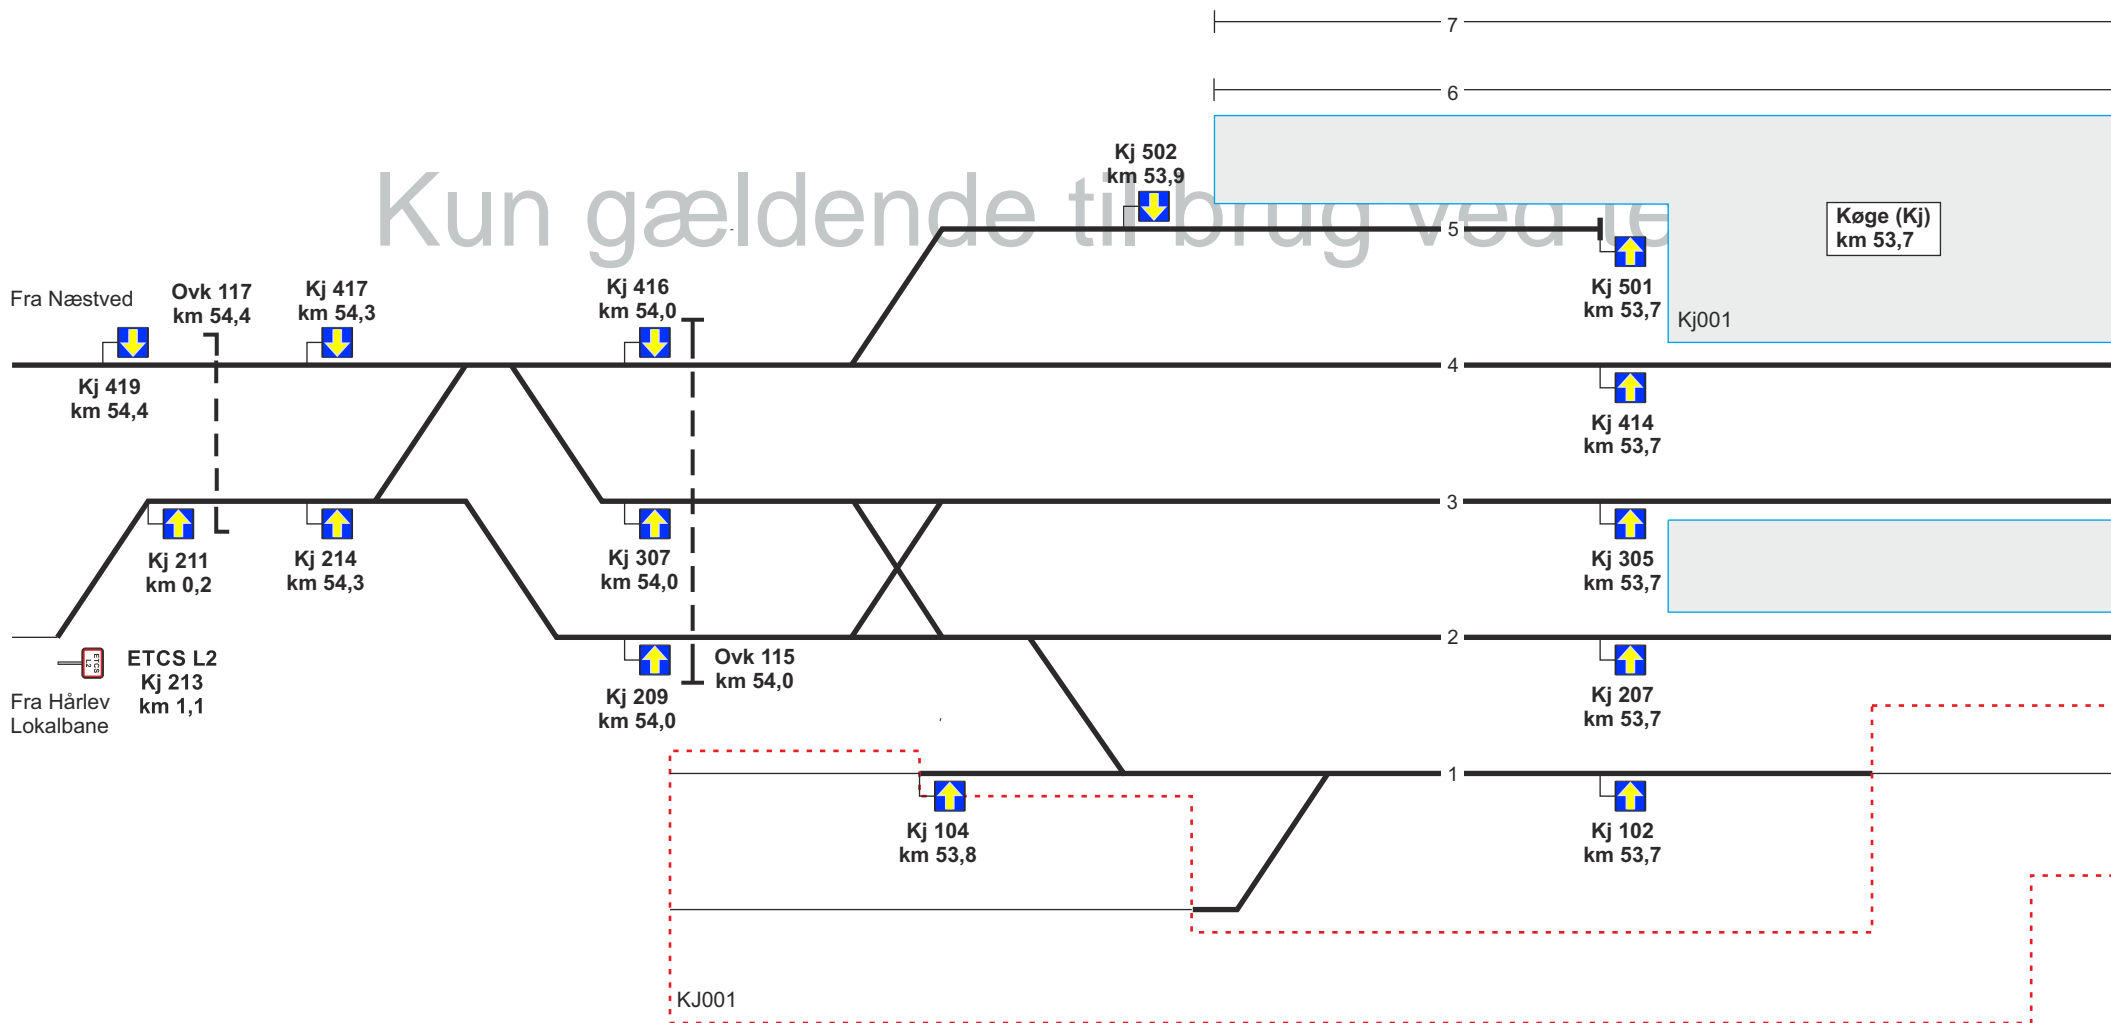 7
6
Kj 502
km 53,9
Kun gældende til brug ved te
Køge (Kj)
km 53,7
5
Fra Næstved
Ovk 117
km 54,4
Kj 417
km 54,3
Kj 416
km 54,0
Kj 501
km 53,7
Kj001
4
Kj 419
km 54,4
Kj 414
km 53,7
3
Kj 211
km 0,2
Kj 214
km 54,3
Kj 307
km 54,0
Kj 305
km 53,7
2
ETCS
L2
ETCS L2
Kj 213
km 1,1
Fra Hårlev
Lokalbane
Kj 209
km 54,0
Ovk 115
km 54,0
Kj 207
km 53,7
1
Kj 104
km 53,8
Kj 102
km 53,7
KJ001